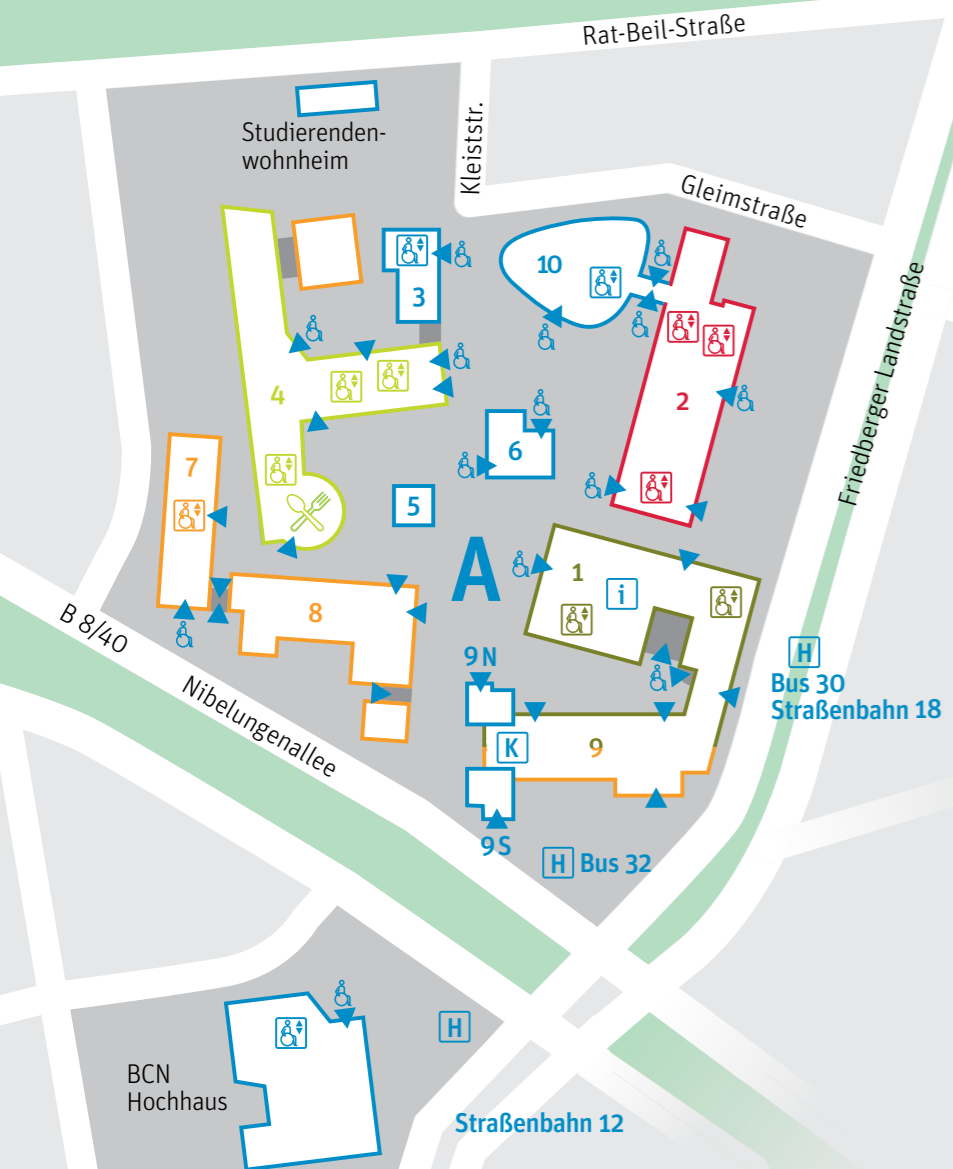 Rat-Beil-Straße
Studierenden-
wohnheim
Kleiststr.
Gleimstraße
10
3
4
2
Friedberger Landstraße
6
7
5
A
1
i
8
B 8/40
Nibelungenallee
9 N
H
Bus 30
Straßenbahn 18
K
9
9 S
H Bus 32
H
BCN
Hochhaus
Straßenbahn 12